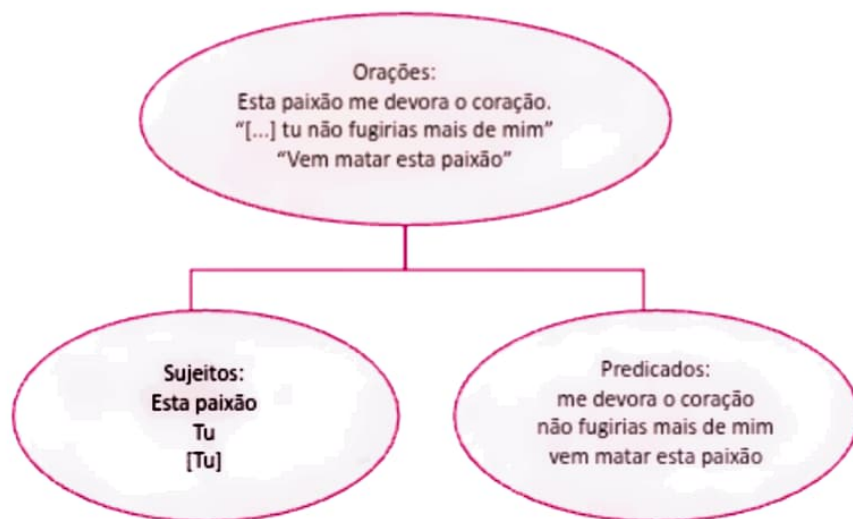 Orações:
Esta paixão me devora o coração.
“[...] tu não fugirias mais de mim”
“Vem matar esta paixão”
Sujeitos:
Esta paixão
Tu
[Tu]
Predicados:
me devora o coração
não fugirias mais de mim
vem matar esta paixão